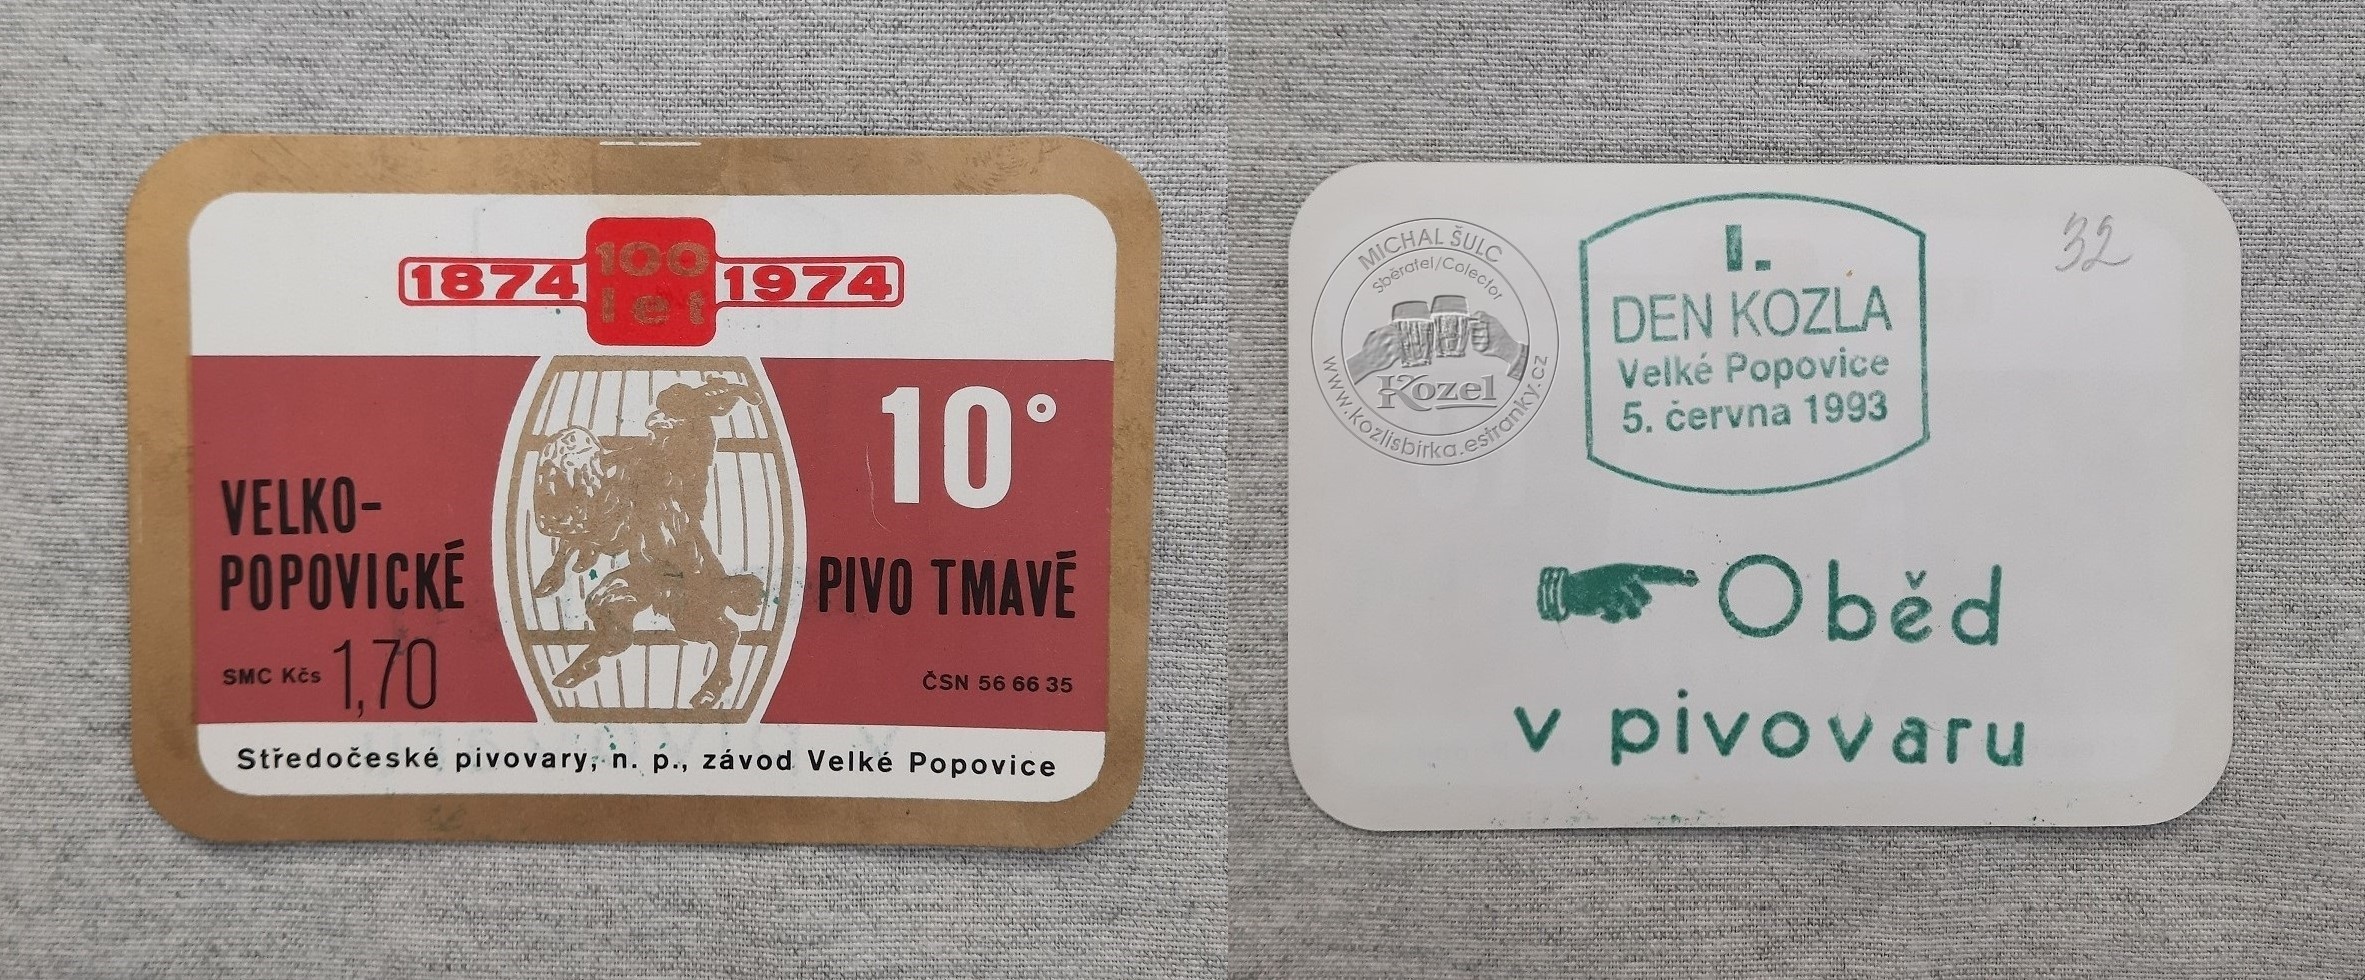 1874 100 let 1974
10°
VELKO-
POPOVICKÉ
PIVO TMAVÉ
SMC Kčs 1,70
ČSN 56 66 35
Středočeské pivovary, n. p., závod Velké Popovice
MICHAL ŠULC
Sběratel/Colector
Kozel
www.kozlisbirka.estranky.cz
I.
DEN KOZLA
Velké Popovice
5. června 1993
32
Oběd
v pivovaru